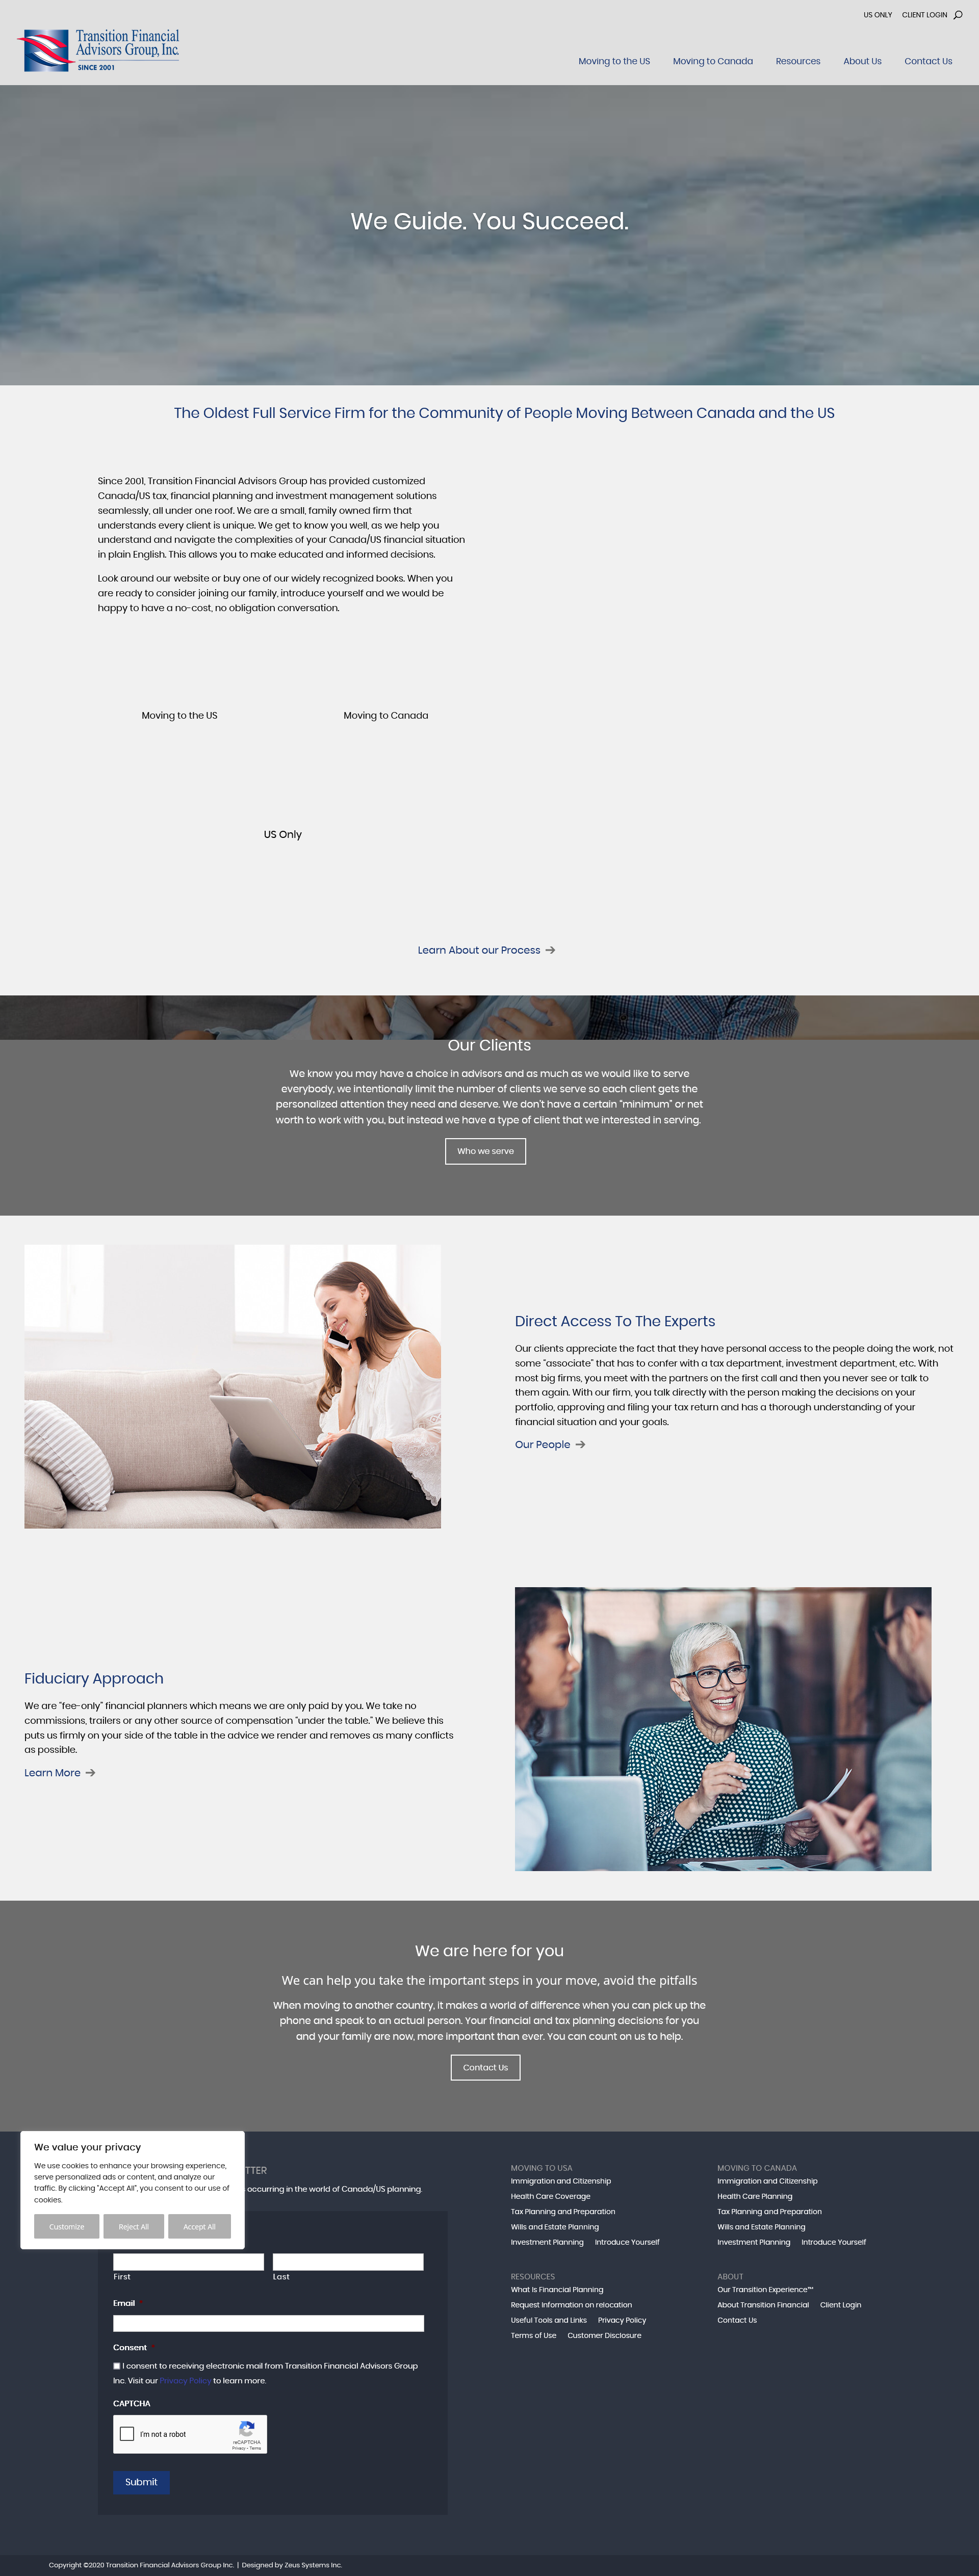 US ONLY
CLIENT LOGIN
Transition Financial
Advisors Group, Inc.
SINCE 2001
Moving to the US
Moving to Canada
Resources
About Us
Contact Us
We Guide. You Succeed.
The Oldest Full Service Firm for the Community of People Moving Between Canada and the US
Since 2001, Transition Financial Advisors Group has provided customized
Canada/US tax, financial planning and investment management solutions
seamlessly, all under one roof. We are a small, family owned firm that
understands every client is unique. We get to know you well, as we help you
understand and navigate the complexities of your Canada/US financial situation
in plain English. This allows you to make educated and informed decisions.
Look around our website or buy one of our widely recognized books. When you
are ready to consider joining our family, introduce yourself and we would be
happy to have a no-cost, no obligation conversation.
Moving to the US
Moving to Canada
US Only
Learn About our Process
Our Clients
We know you may have a choice in advisors and as much as we would like to serve
everybody, we intentionally limit the number of clients we serve so each client gets the
personalized attention they need and deserve. We don't have a certain "minimum" or net
worth to work with you, but instead we have a type of client that we interested in serving.
Who we serve
Direct Access To The Experts
Our clients appreciate the fact that they have personal access to the people doing the work, not
some "associate" that has to confer with a tax department, investment department, etc. With
most big firms, you meet with the partners on the first call and then you never see or talk to
them again. With our firm, you talk directly with the person making the decisions on your
portfolio, approving and filing your tax return and has a thorough understanding of your
financial situation and your goals.
Our People
Fiduciary Approach
We are "fee-only" financial planners which means we are only paid by you. We take no
commissions, trailers or any other source of compensation "under the table." We believe this
puts us firmly on your side of the table in the advice we render and removes as many conflicts
as possible.
Learn More
We are here for you
We can help you take the important steps in your move, avoid the pitfalls
When moving to another country, it makes a world of difference when you can pick up the
phone and speak to an actual person. Your financial and tax planning decisions for you
and your family are now, more important than ever. You can count on us to help.
Contact Us
We value your privacy
We use cookies to enhance your browsing experience,
serve personalized ads or content, and analyze our
traffic. By clicking "Accept All", you consent to our use of
cookies.
Customize
Reject All
Accept All
TTER
occurring in the world of Canada/US planning.
First
Last
Email
Consent
I consent to receiving electronic mail from Transition Financial Advisors Group
Inc. Visit our Privacy Policy to learn more.
CAPTCHA
I'm not a robot
reCAPTCHA
Privacy - Terms
Submit
MOVING TO USA
Immigration and Citizenship
Health Care Coverage
Tax Planning and Preparation
Wills and Estate Planning
Investment Planning
Introduce Yourself
MOVING TO CANADA
Immigration and Citizenship
Health Care Planning
Tax Planning and Preparation
Wills and Estate Planning
Investment Planning
Introduce Yourself
RESOURCES
What Is Financial Planning
Request Information on relocation
Useful Tools and Links
Privacy Policy
Terms of Use
Customer Disclosure
ABOUT
Our Transition Experience™
About Transition Financial
Client Login
Contact Us
Copyright ©2020 Transition Financial Advisors Group Inc. | Designed by Zeus Systems Inc.